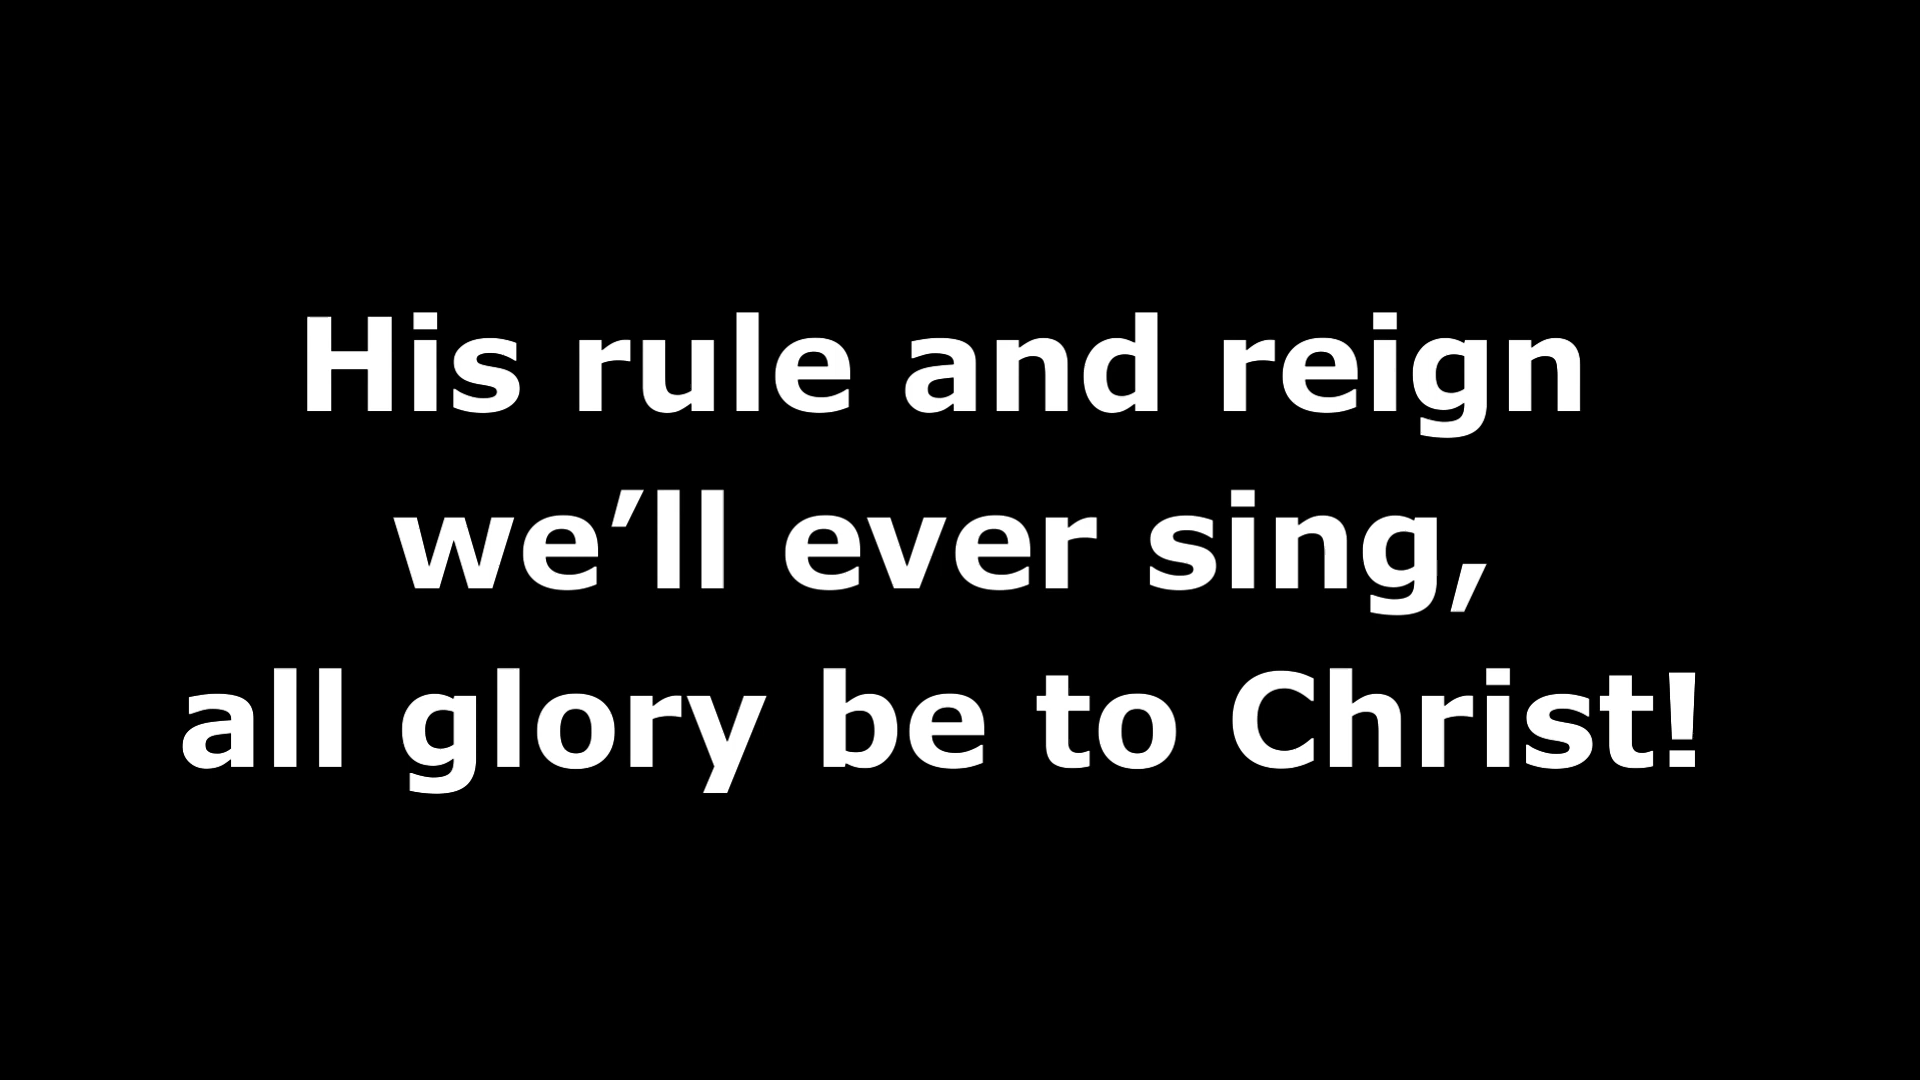 His rule and reign
we’ll ever sing,
all glory be to Christ!